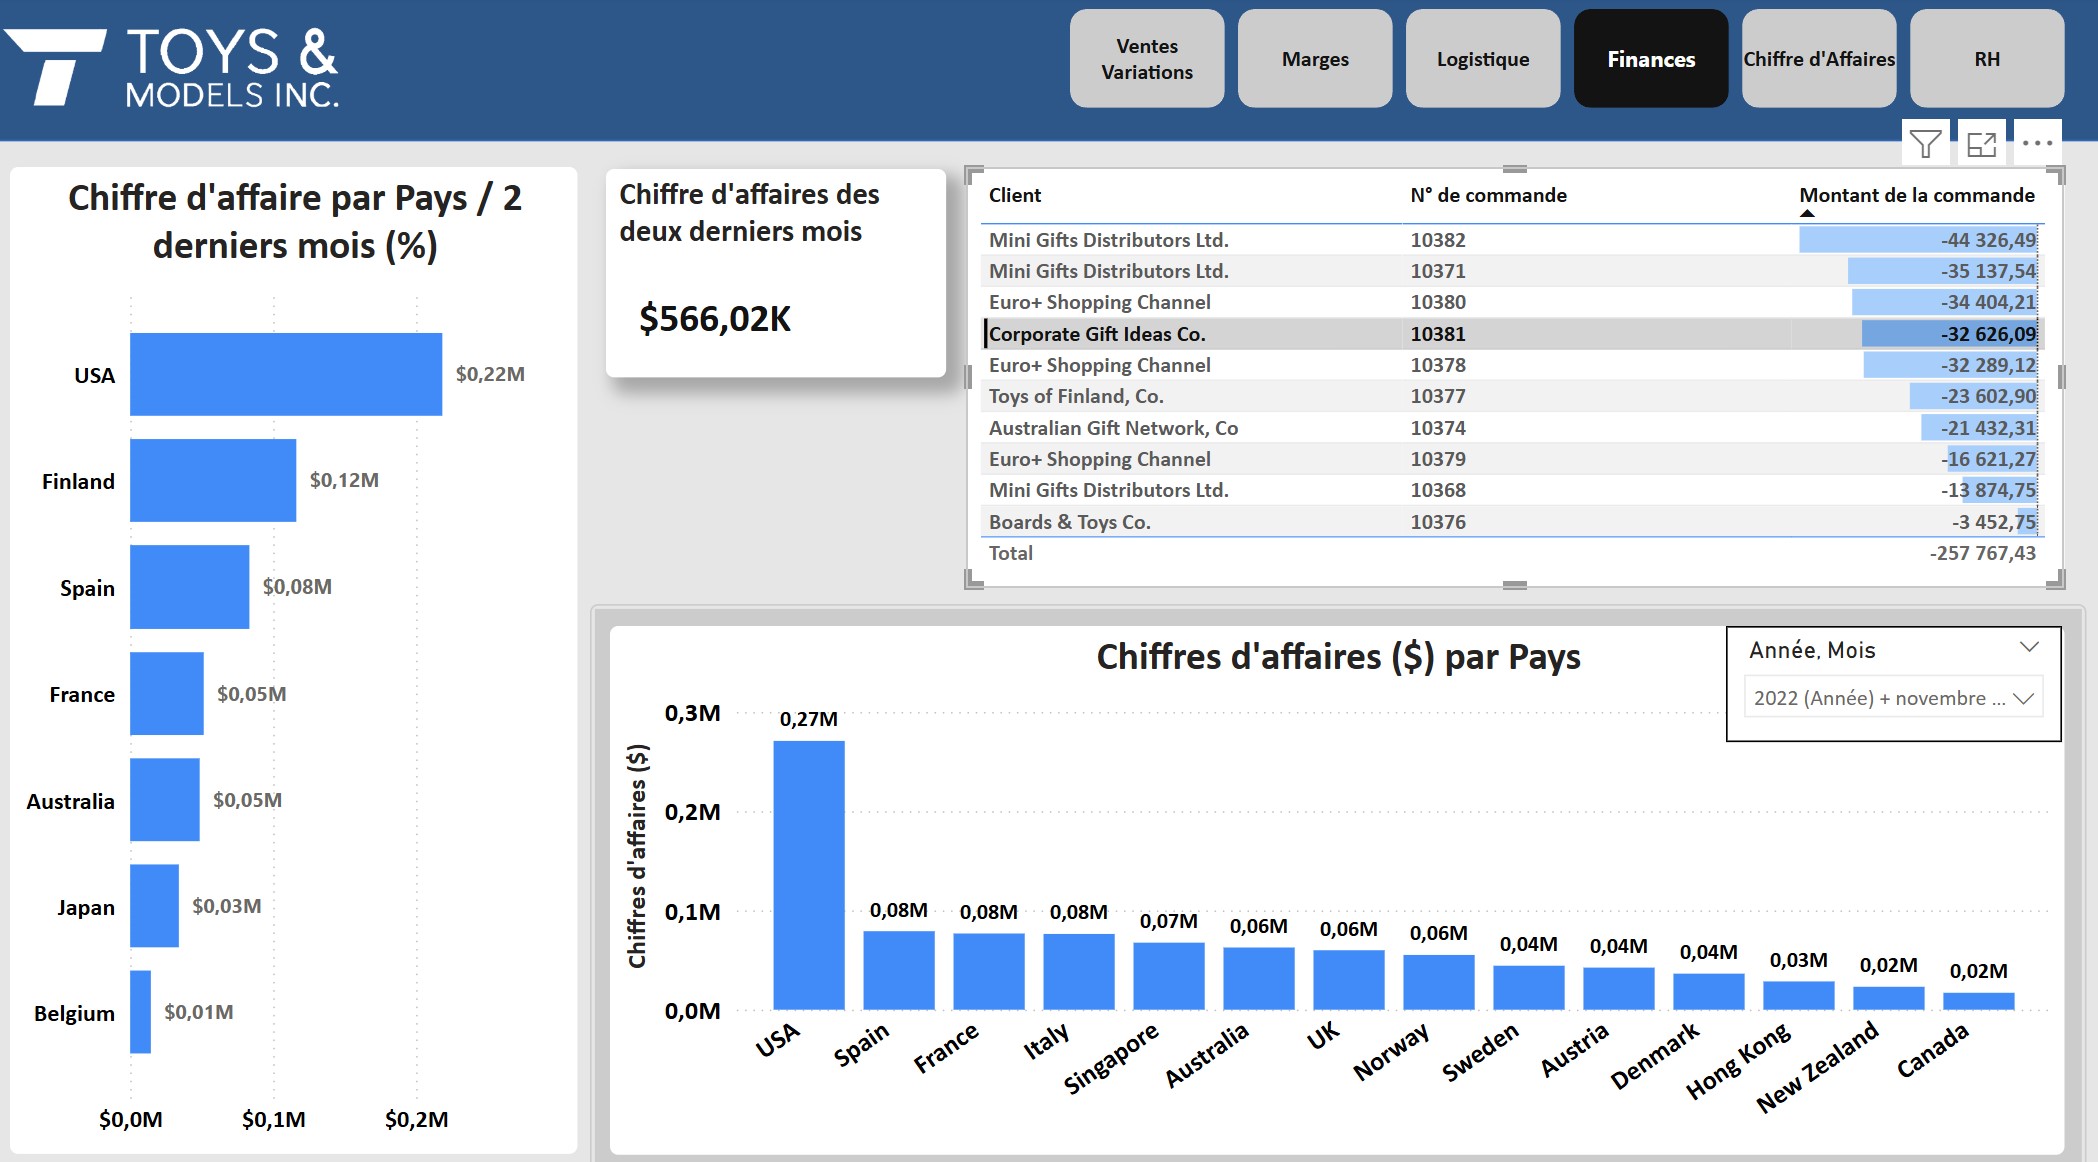 TOYS &
MODELS INC.
Ventes
Variations
Marges
Logistique
Finances
Chiffre d'Affaires
RH
Chiffre d'affaire par Pays / 2
derniers mois (%)
USA $0,22M
Finland $0,12M
Spain $0,08M
France $0,05M
Australia $0,05M
Japan $0,03M
Belgium $0,01M
$0,0M $0,1M $0,2M
Chiffre d'affaires des
deux derniers mois
$566,02K
Client N° de commande Montant de la commande
Mini Gifts Distributors Ltd. 10382 -44 326,49
Mini Gifts Distributors Ltd. 10371 -35 137,54
Euro+ Shopping Channel 10380 -34 404,21
Corporate Gift Ideas Co. 10381 -32 626,09
Euro+ Shopping Channel 10378 -32 289,12
Toys of Finland, Co. 10377 -23 602,90
Australian Gift Network, Co 10374 -21 432,31
Euro+ Shopping Channel 10379 -16 621,27
Mini Gifts Distributors Ltd. 10368 -13 874,75
Boards & Toys Co. 10376 -3 452,75
Total -257 767,43
Chiffres d'affaires ($) par Pays
Année, Mois
2022 (Année) + novembre ...
Chiffres d'affaires ($)
0,3M
0,2M
0,1M
0,0M
0,27M 0,08M 0,08M 0,08M 0,07M 0,06M 0,06M 0,06M 0,04M 0,04M 0,04M 0,03M 0,02M 0,02M
USA Spain France Italy Singapore Australia UK Norway Sweden Austria Denmark Hong Kong New Zealand Canada